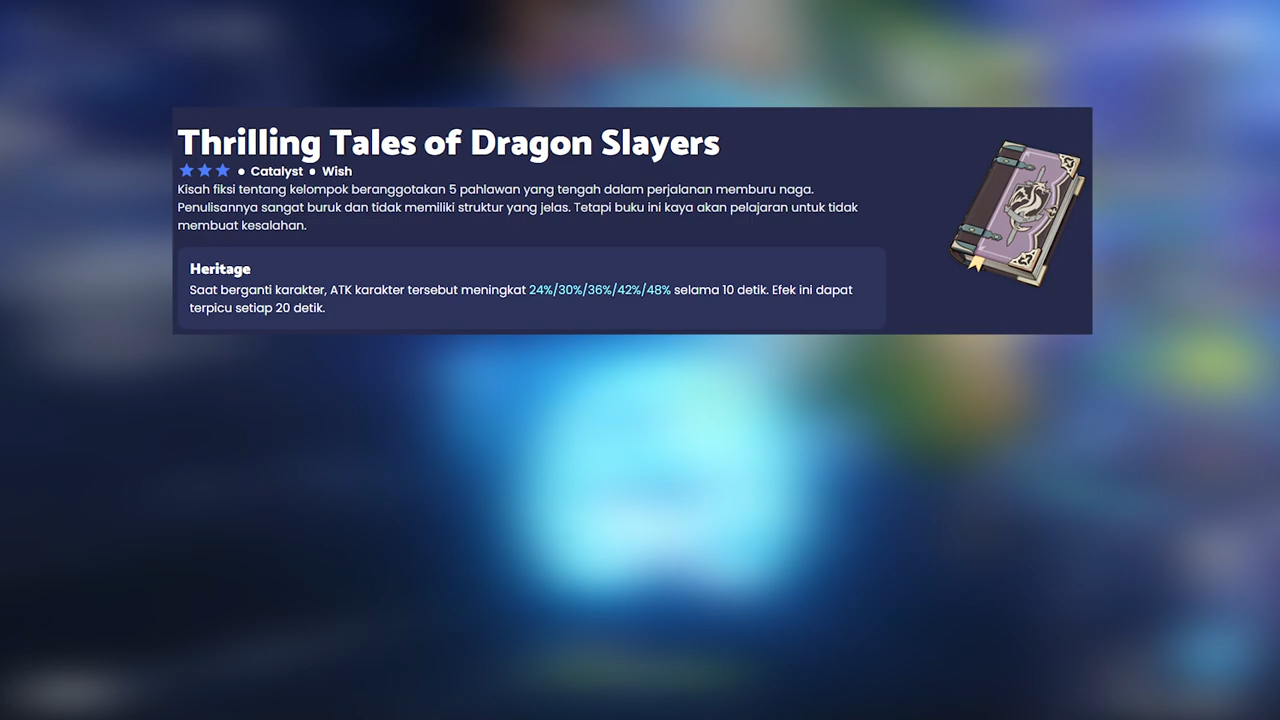 Thrilling Tales of Dragon Slayers
Catalyst • Wish
Kisah fiksi tentang kelompok beranggotakan 5 pahlawan yang tengah dalam perjalanan memburu naga.
Penulisannya sangat buruk dan tidak memiliki struktur yang jelas. Tetapi buku ini kaya akan pelajaran untuk tidak
membuat kesalahan.
Heritage
Saat berganti karakter, ATK karakter tersebut meningkat 24%/30%/36%/42%/48% selama 10 detik. Efek ini dapat
terpicu setiap 20 detik.